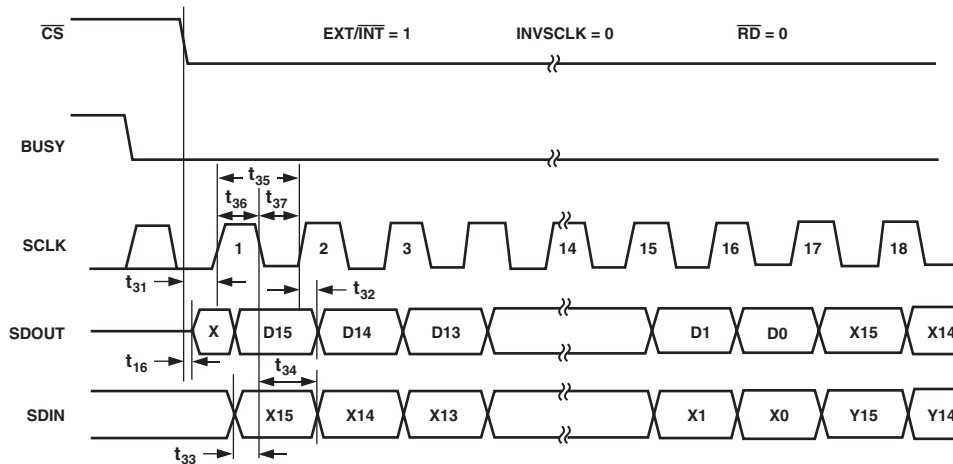 CS EXT/INT = 1 INVSCLK = 0 RD = 0
BUSY
t35
t36 t37
SCLK 1 2 3 14 15 16 17 18
t31 t32
SDOUT X D15 D14 D13 D1 D0 X15 X14
t16 t34
SDIN X15 X14 X13 X1 X0 Y15 Y14
t33